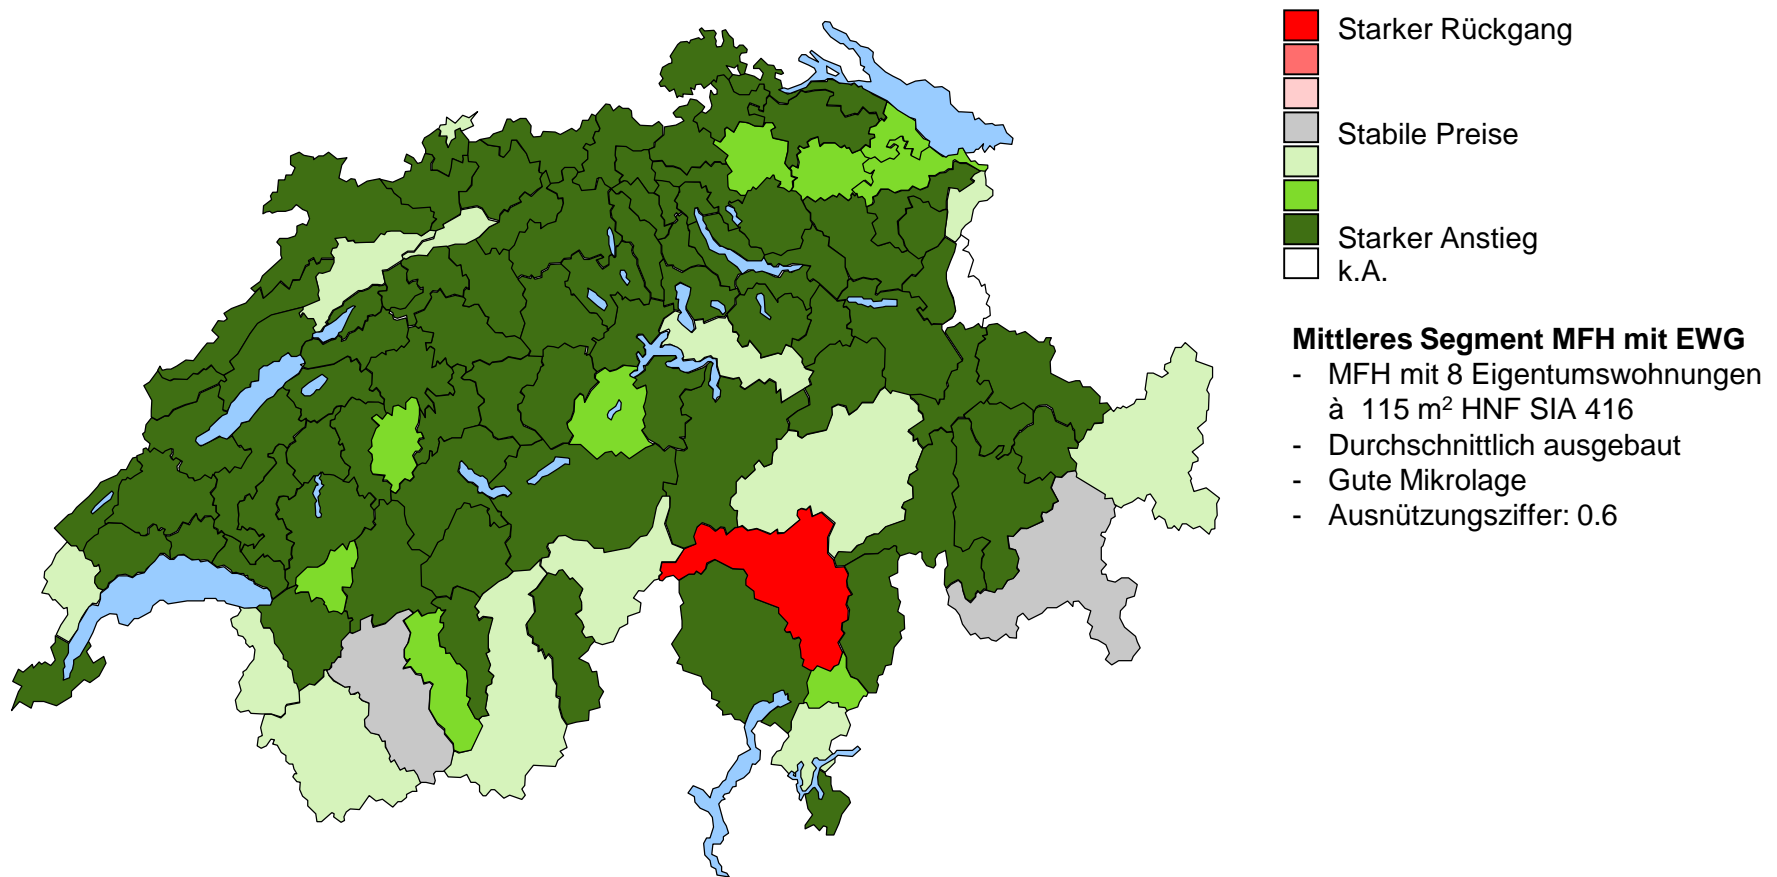 Starker Rückgang
Stabile Preise
Starker Anstieg
k.A.
Mittleres Segment MFH mit EWG
- MFH mit 8 Eigentumswohnungen
à 115 m² HNF SIA 416
- Durchschnittlich ausgebaut
- Gute Mikrolage
- Ausnützungsziffer: 0.6